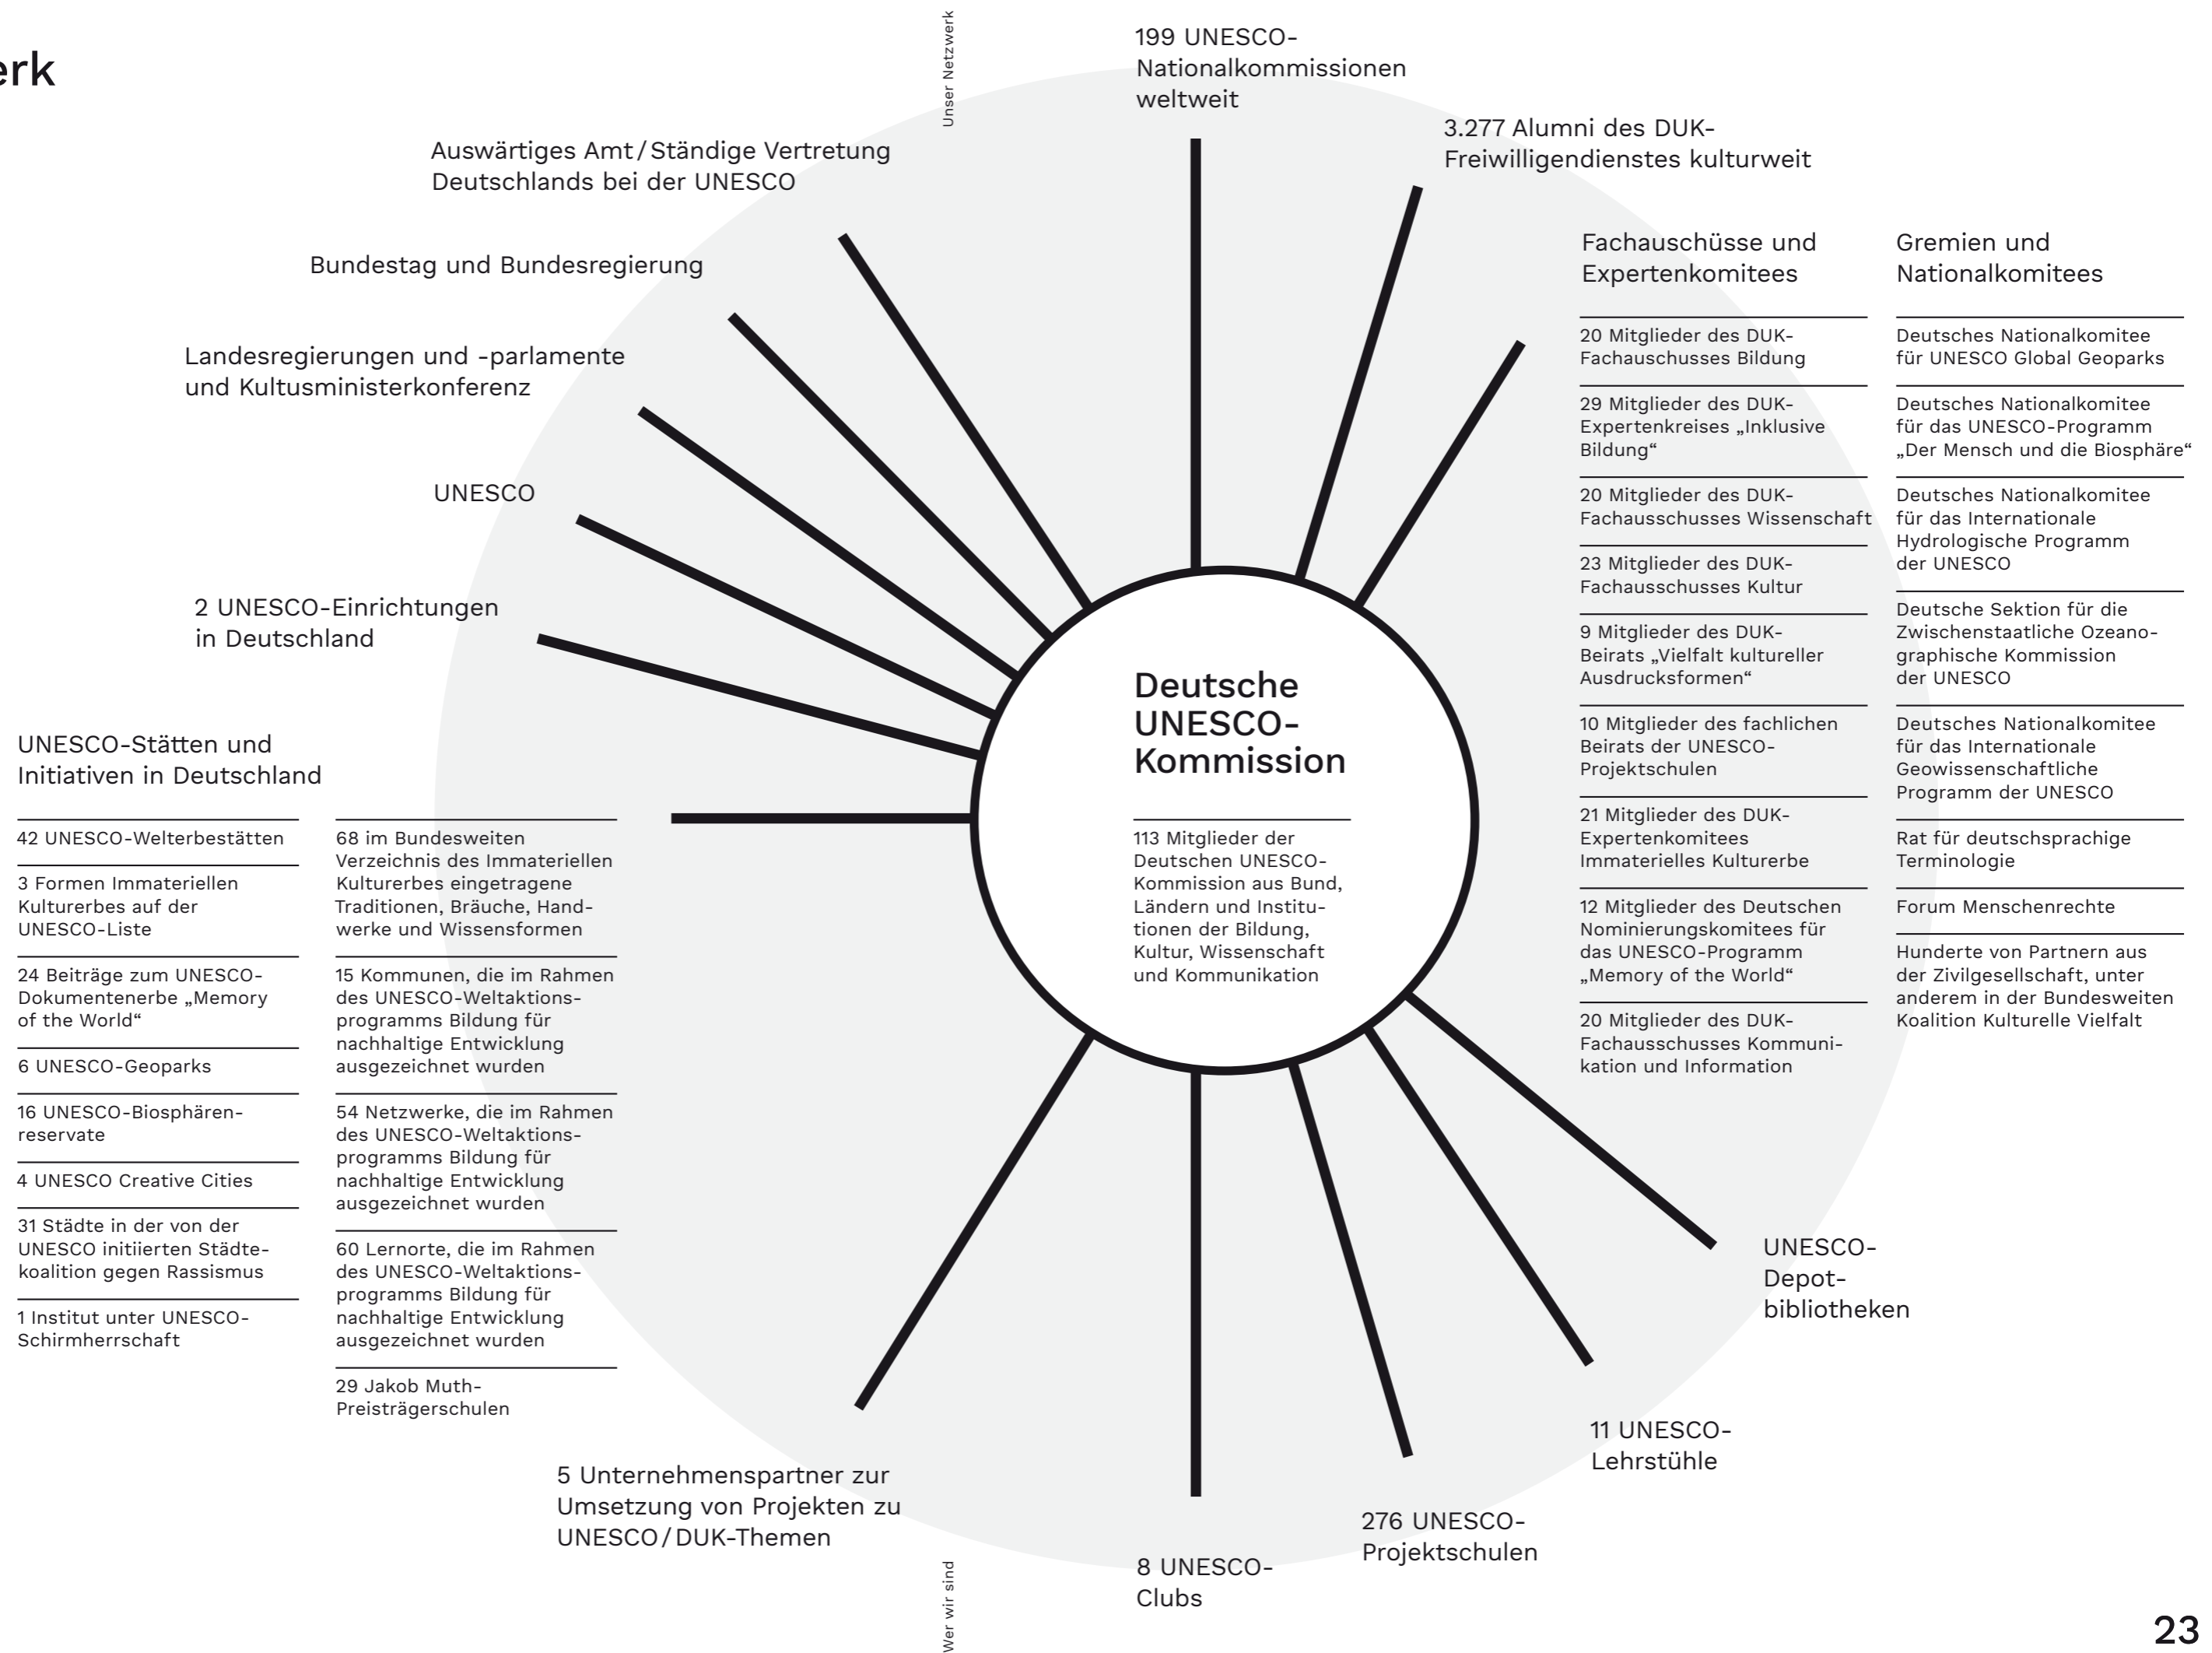 erk
Unser Netzwerk
199 UNESCO-
Nationalkommissionen
weltweit
3.277 Alumni des DUK-
Freiwilligendienstes kulturweit
Auswärtiges Amt / Ständige Vertretung
Deutschlands bei der UNESCO
Bundestag und Bundesregierung
Landesregierungen und -parlamente
und Kultusministerkonferenz
UNESCO
2 UNESCO-Einrichtungen
in Deutschland
UNESCO-Stätten und
Initiativen in Deutschland
42 UNESCO-Welterbestätten
3 Formen Immateriellen
Kulturerbes auf der
UNESCO-Liste
24 Beiträge zum UNESCO-
Dokumentenerbe „Memory
of the World“
6 UNESCO-Geoparks
16 UNESCO-Biosphären-
reservate
4 UNESCO Creative Cities
31 Städte in der von der
UNESCO initiierten Städte-
koalition gegen Rassismus
1 Institut unter UNESCO-
Schirmherrschaft
68 im Bundesweiten
Verzeichnis des Immateriellen
Kulturerbes eingetragene
Traditionen, Bräuche, Hand-
werke und Wissensformen
15 Kommunen, die im Rahmen
des UNESCO-Weltaktions-
programms Bildung für
nachhaltige Entwicklung
ausgezeichnet wurden
54 Netzwerke, die im Rahmen
des UNESCO-Weltaktions-
programms Bildung für
nachhaltige Entwicklung
ausgezeichnet wurden
60 Lernorte, die im Rahmen
des UNESCO-Weltaktions-
programms Bildung für
nachhaltige Entwicklung
ausgezeichnet wurden
29 Jakob Muth-
Preisträgerschulen
Deutsche
UNESCO-
Kommission
113 Mitglieder der
Deutschen UNESCO-
Kommission aus Bund,
Ländern und Institu-
tionen der Bildung,
Kultur, Wissenschaft
und Kommunikation
Fachauschüsse und
Expertenkomitees
20 Mitglieder des DUK-
Fachauschusses Bildung
29 Mitglieder des DUK-
Expertenkreises „Inklusive
Bildung“
20 Mitglieder des DUK-
Fachausschusses Wissenschaft
23 Mitglieder des DUK-
Fachausschusses Kultur
9 Mitglieder des DUK-
Beirats „Vielfalt kultureller
Ausdrucksformen“
10 Mitglieder des fachlichen
Beirats der UNESCO-
Projektschulen
21 Mitglieder des DUK-
Expertenkomitees
Immaterielles Kulturerbe
12 Mitglieder des Deutschen
Nominierungskomitees für
das UNESCO-Programm
„Memory of the World“
20 Mitglieder des DUK-
Fachausschusses Kommuni-
kation und Information
Gremien und
Nationalkomitees
Deutsches Nationalkomitee
für UNESCO Global Geoparks
Deutsches Nationalkomitee
für das UNESCO-Programm
„Der Mensch und die Biosphäre“
Deutsches Nationalkomitee
für das Internationale
Hydrologische Programm
der UNESCO
Deutsche Sektion für die
Zwischenstaatliche Ozeano-
graphische Kommission
der UNESCO
Deutsches Nationalkomitee
für das Internationale
Geowissenschaftliche
Programm der UNESCO
Rat für deutschsprachige
Terminologie
Forum Menschenrechte
Hunderte von Partnern aus
der Zivilgesellschaft, unter
anderem in der Bundesweiten
Koalition Kulturelle Vielfalt
UNESCO-
Depot-
bibliotheken
11 UNESCO-
Lehrstühle
276 UNESCO-
Projektschulen
8 UNESCO-
Clubs
5 Unternehmenspartner zur
Umsetzung von Projekten zu
UNESCO / DUK-Themen
Wer wir sind
23